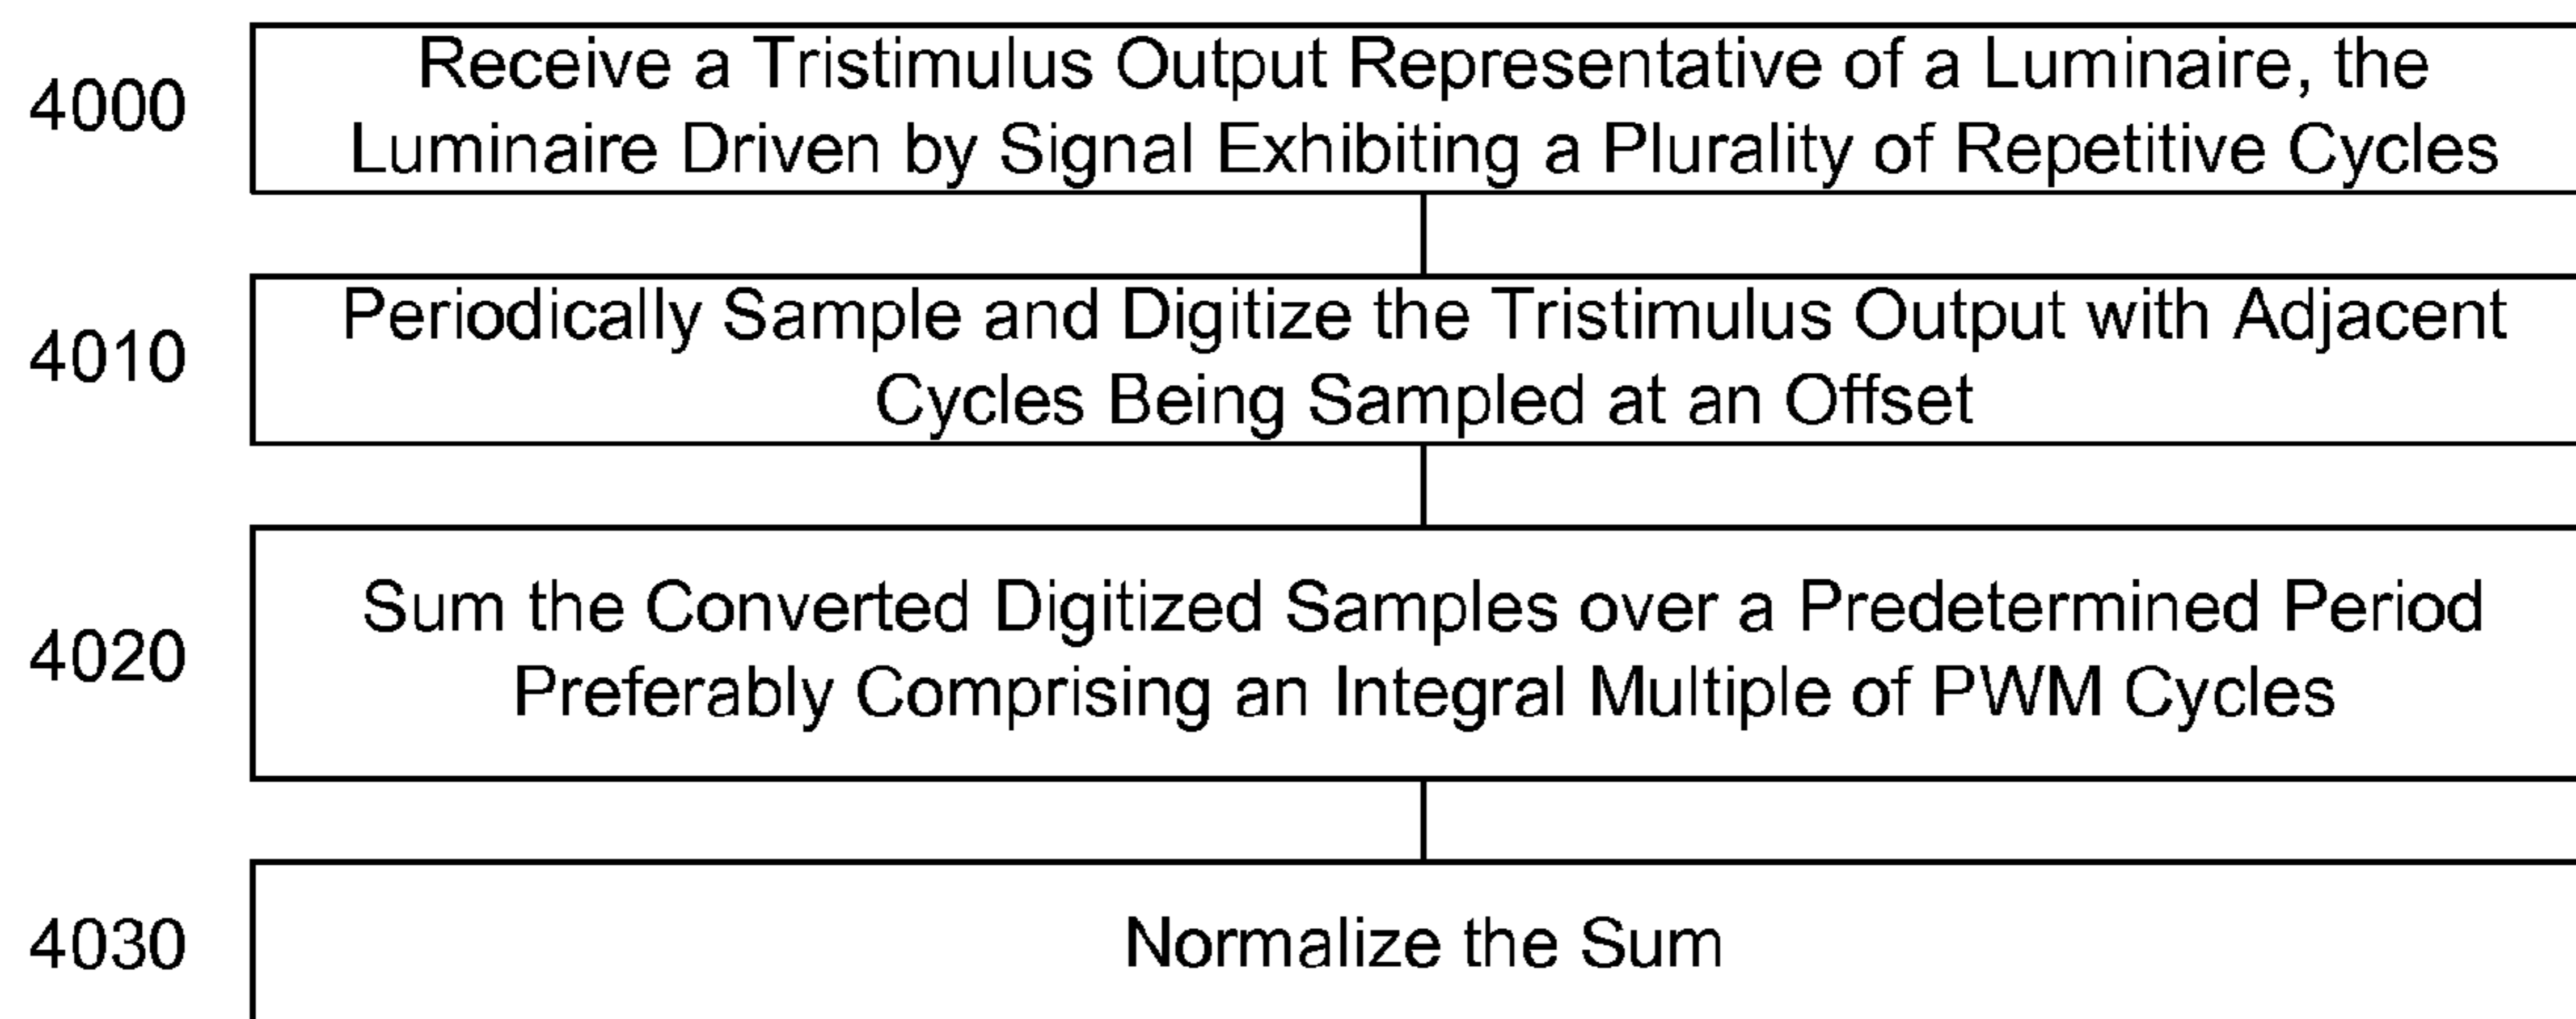 4000
Receive a Tristimulus Output Representative of a Luminaire, the
Luminaire Driven by Signal Exhibiting a Plurality of Repetitive Cycles
4010
Periodically Sample and Digitize the Tristimulus Output with Adjacent
Cycles Being Sampled at an Offset
4020
Sum the Converted Digitized Samples over a Predetermined Period
Preferably Comprising an Integral Multiple of PWM Cycles
4030
Normalize the Sum